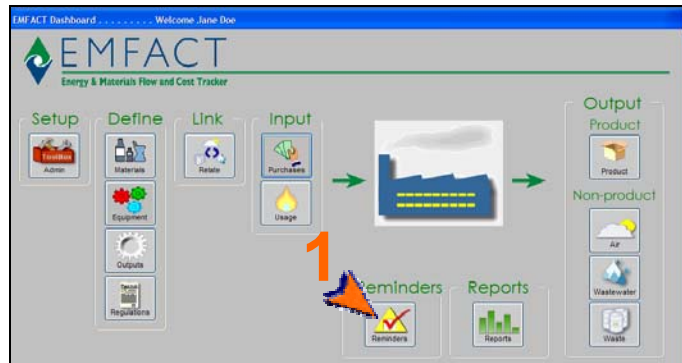 EMFACT Dashboard . . . . . . . . . Welcome Jane Doe
EMFACT
Energy & Materials Flow and Cost Tracker
Setup
Define
Link
Input
Output
Product
ToolBox
Admin
Materials
Relate
Purchases
Product
Equipment
Usage
Non-product
Air
Outputs
1
Reminders
Reports
Wastewater
Regulations
Reminders
Reports
Waste